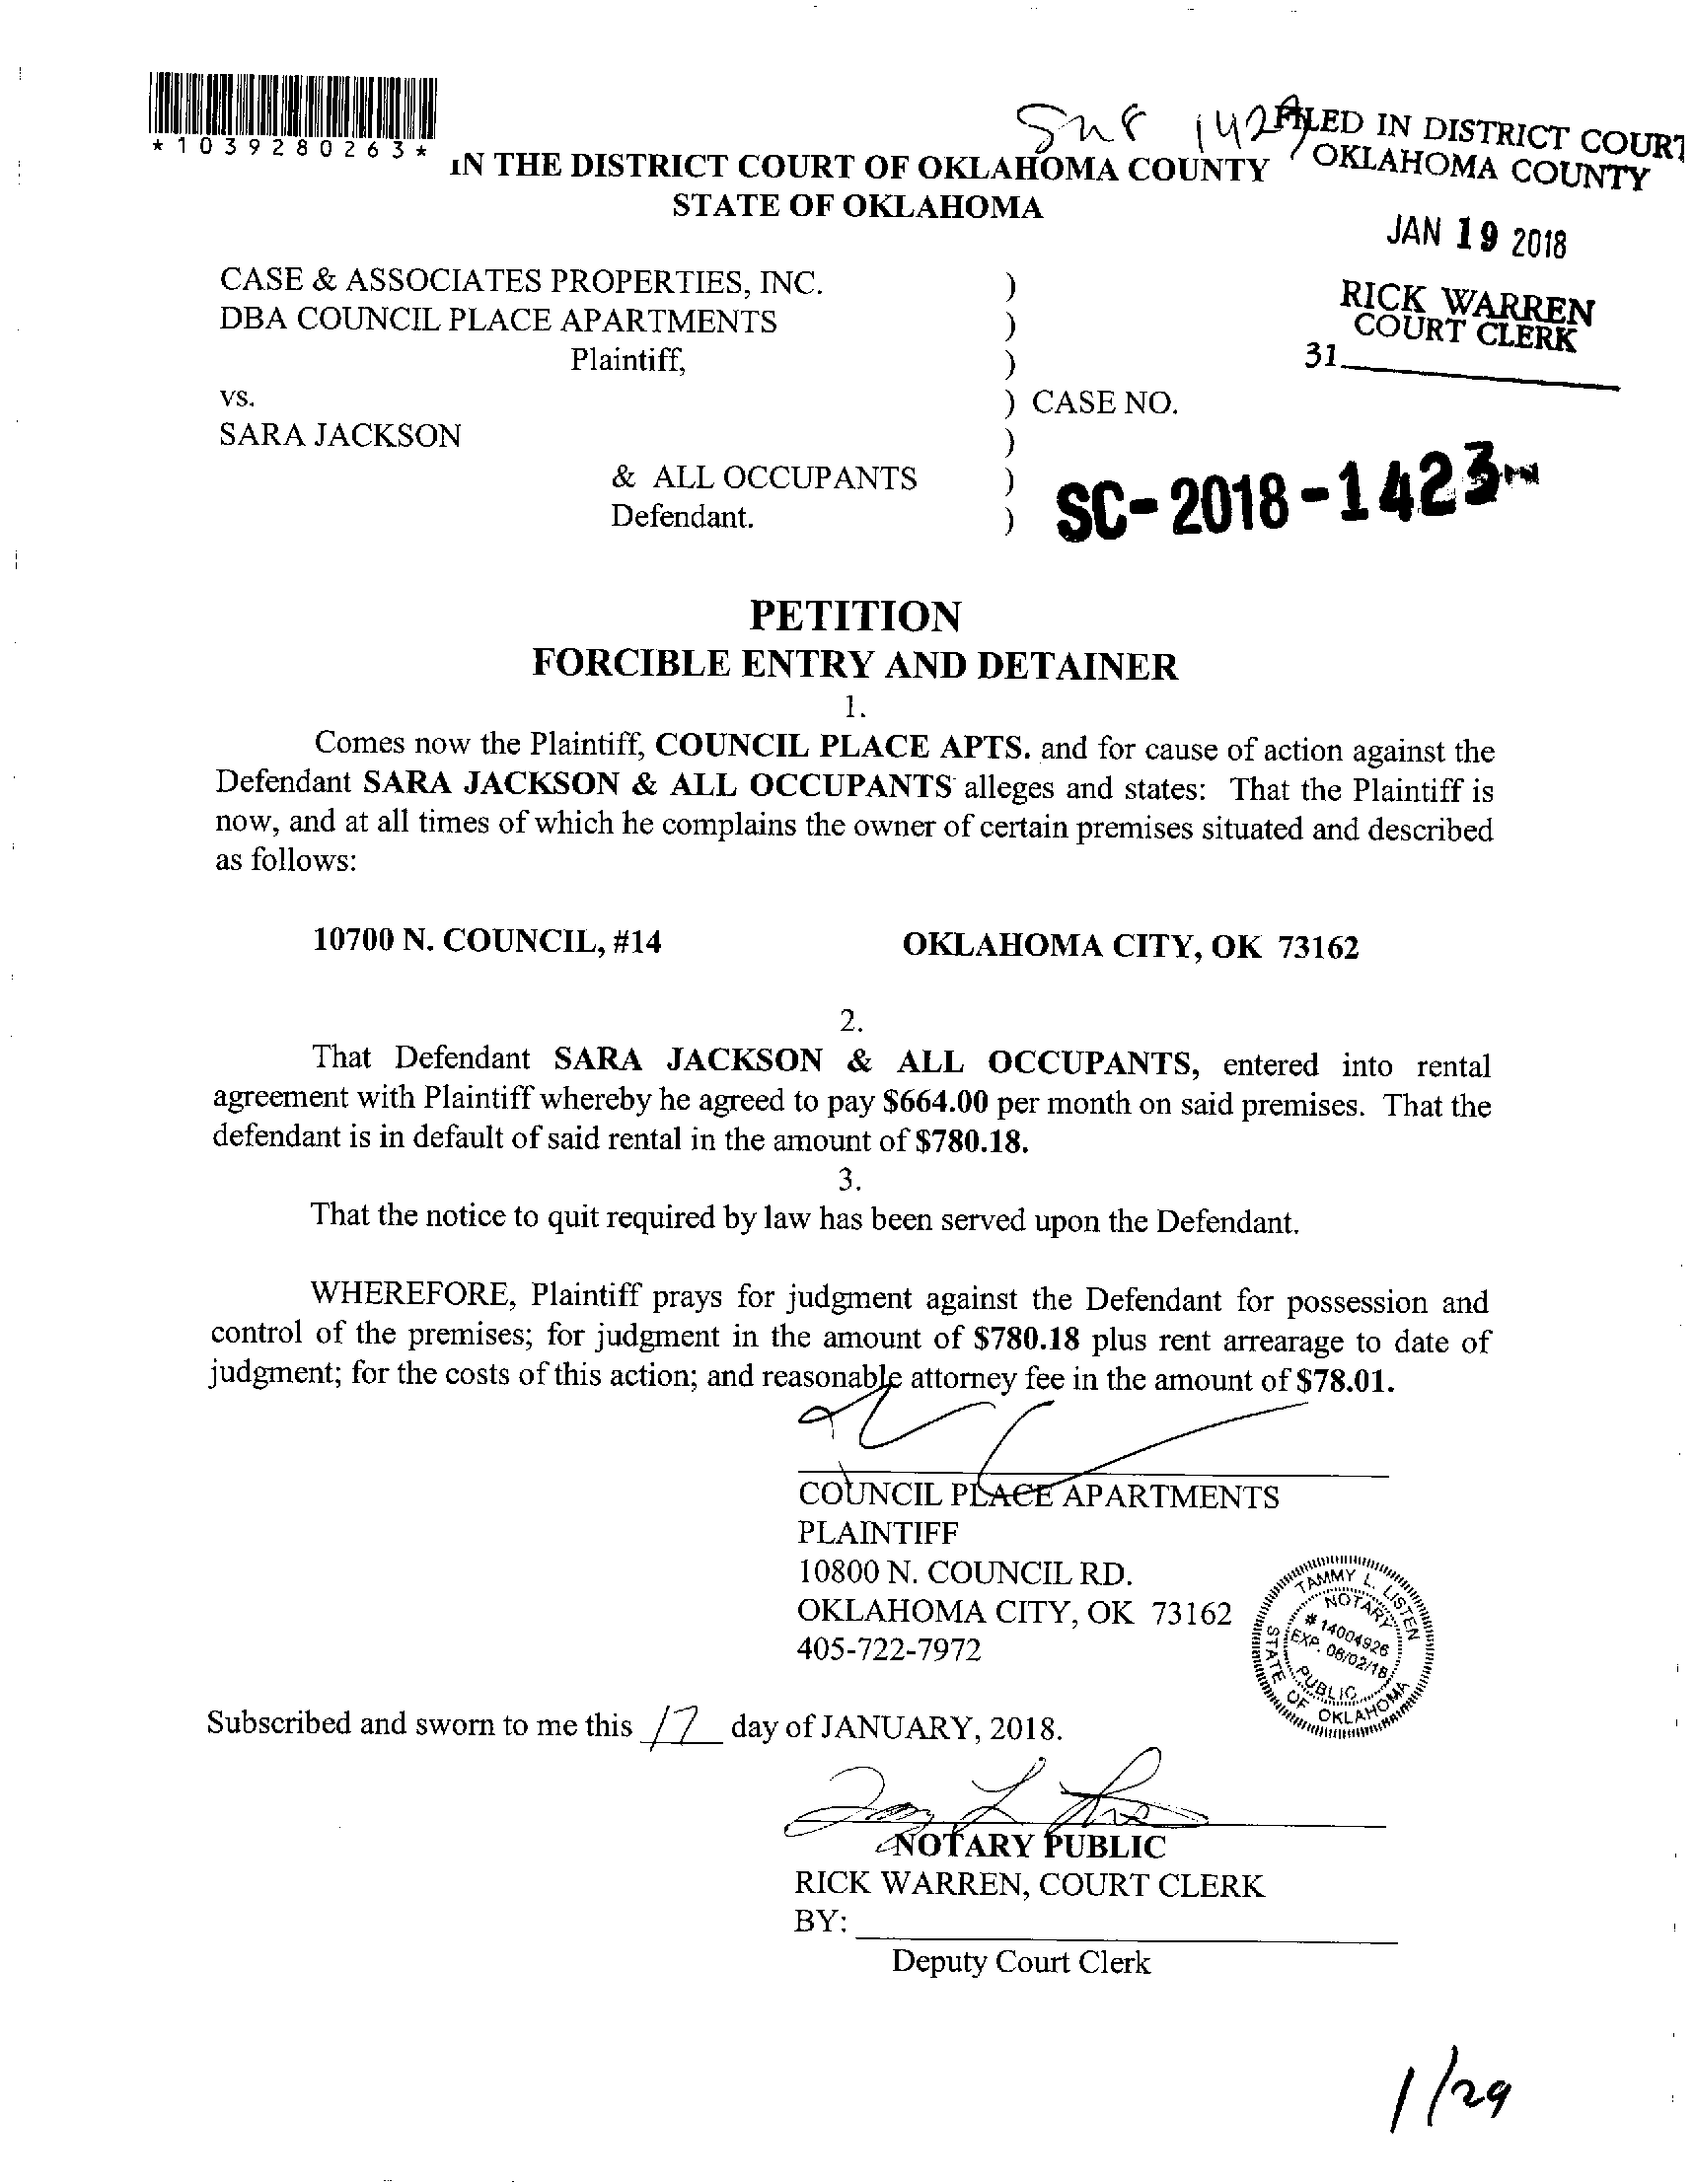 *1039280263*
FILED IN DISTRICT COURT
OKLAHOMA COUNTY
JAN 19 2018
RICK WARREN
COURT CLERK
31
IN THE DISTRICT COURT OF OKLAHOMA COUNTY
STATE OF OKLAHOMA
CASE & ASSOCIATES PROPERTIES, INC. )
DBA COUNCIL PLACE APARTMENTS )
Plaintiff, )
vs. ) CASE NO.
SARA JACKSON )
& ALL OCCUPANTS )
Defendant. )
SC-2018-1423
PETITION
FORCIBLE ENTRY AND DETAINER
1.
Comes now the Plaintiff, COUNCIL PLACE APTS. and for cause of action against the
Defendant SARA JACKSON & ALL OCCUPANTS alleges and states: That the Plaintiff is
now, and at all times of which he complains the owner of certain premises situated and described
as follows:
10700 N. COUNCIL, #14 OKLAHOMA CITY, OK 73162
2.
That Defendant SARA JACKSON & ALL OCCUPANTS, entered into rental
agreement with Plaintiff whereby he agreed to pay $664.00 per month on said premises. That the
defendant is in default of said rental in the amount of $780.18.
3.
That the notice to quit required by law has been served upon the Defendant.
WHEREFORE, Plaintiff prays for judgment against the Defendant for possession and
control of the premises; for judgment in the amount of $780.18 plus rent arrearage to date of
judgment; for the costs of this action; and reasonable attorney fee in the amount of $78.01.
COUNCIL PLACE APARTMENTS
PLAINTIFF
10800 N. COUNCIL RD.
OKLAHOMA CITY, OK 73162
405-722-7972
TAMMY L. LISTEN
NOTARY
# 14004926
EXP. 06/02/18
PUBLIC
STATE OF OKLAHOMA
Subscribed and sworn to me this 17 day of JANUARY, 2018.
NOTARY PUBLIC
RICK WARREN, COURT CLERK
BY:
Deputy Court Clerk
1/29